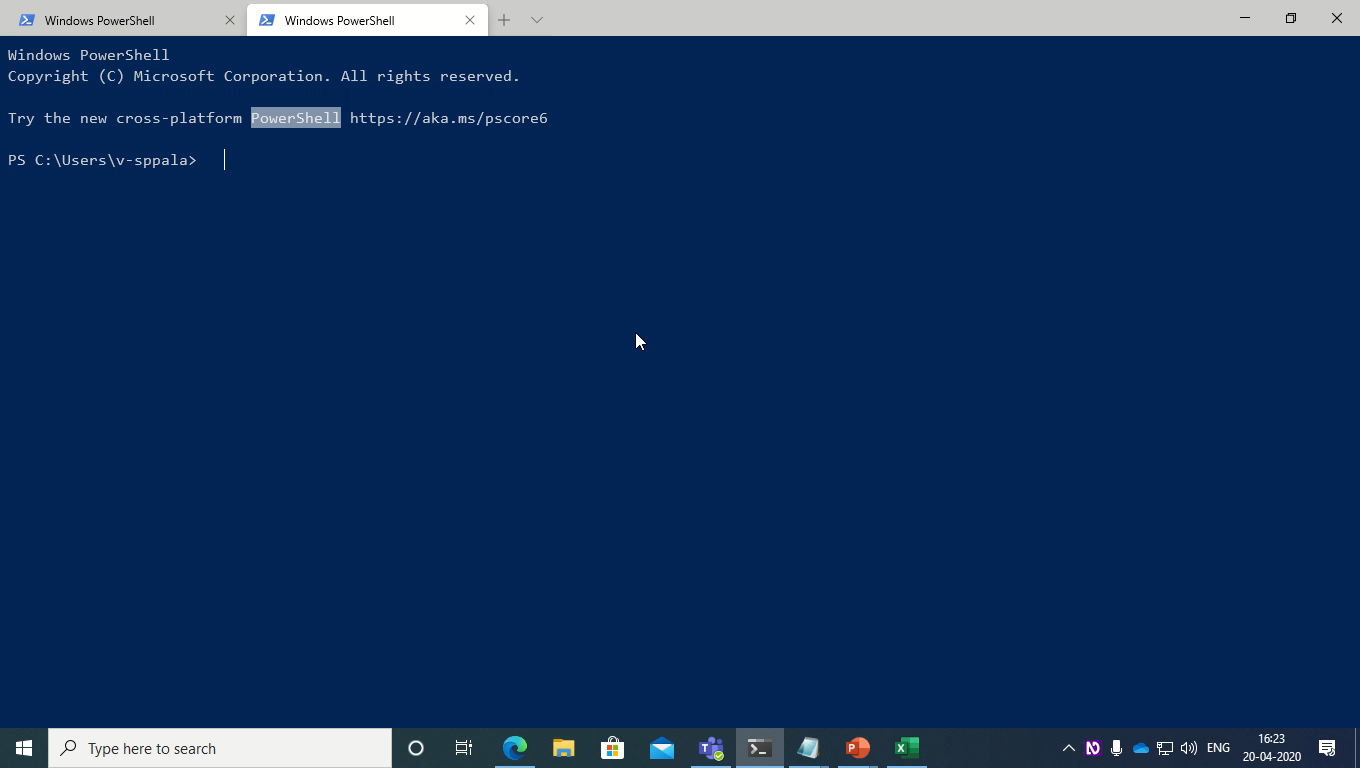 Windows PowerShell
Windows PowerShell
Windows PowerShell
Copyright (C) Microsoft Corporation. All rights reserved.
Try the new cross-platform PowerShell https://aka.ms/pscore6
PS C:\Users\v-sppala>
Type here to search
ENG
16:23
20-04-2020